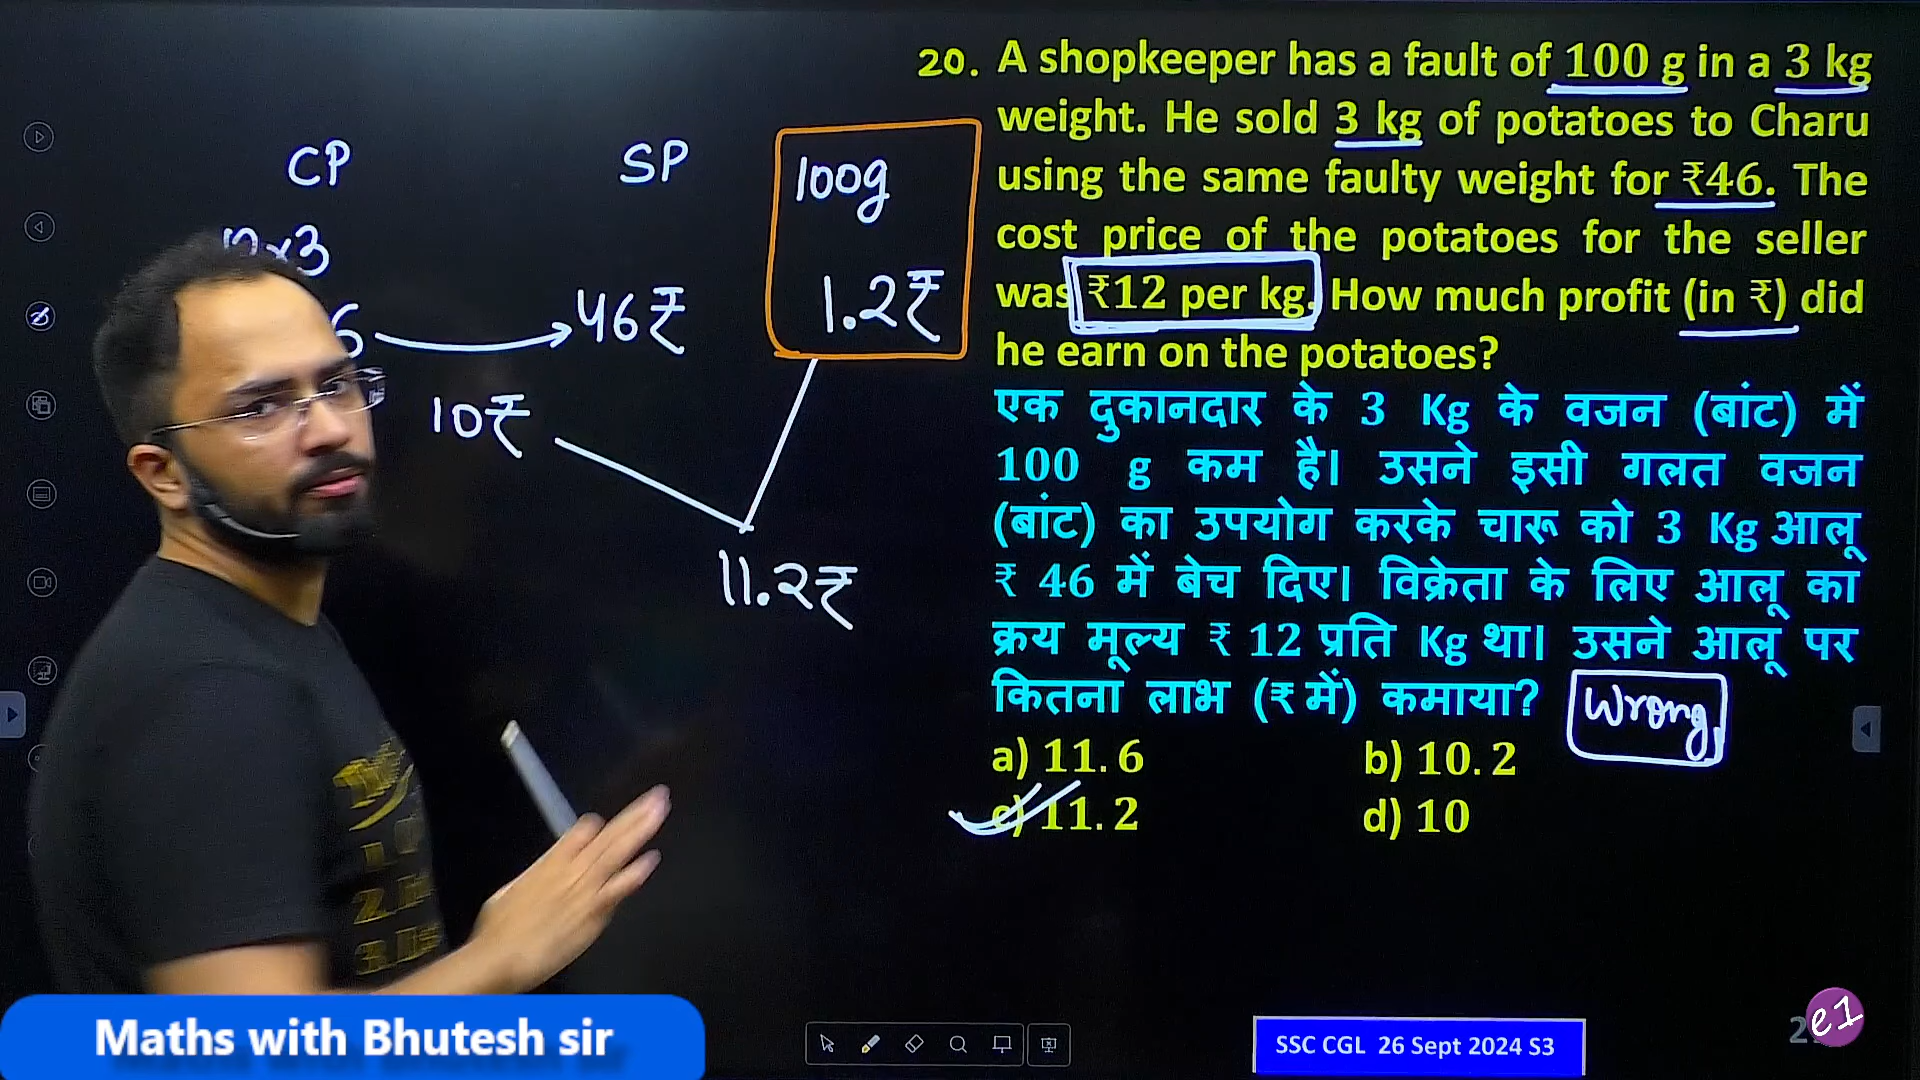 20. A shopkeeper has a fault of 100 g in a 3 kg
weight. He sold 3 kg of potatoes to Charu
using the same faulty weight for ₹46. The
cost price of the potatoes for the seller
was ₹12 per kg. How much profit (in ₹) did
he earn on the potatoes?
एक दुकानदार के 3 Kg के वजन (बांट) में
100 g कम है। उसने इसी गलत वजन
(बांट) का उपयोग करके चारू को 3 Kg आलू
₹ 46 में बेच दिए। विक्रेता के लिए आलू का
क्रय मूल्य ₹ 12 प्रति Kg था। उसने आलू पर
कितना लाभ (₹ में) कमाया?
Wrong
a) 11.6
b) 10.2
c) 11.2
d) 10
CP
SP
100g
1.2₹
12×3
46₹
10₹
11.2₹
Maths with Bhutesh sir
SSC CGL 26 Sept 2024 S3
e1